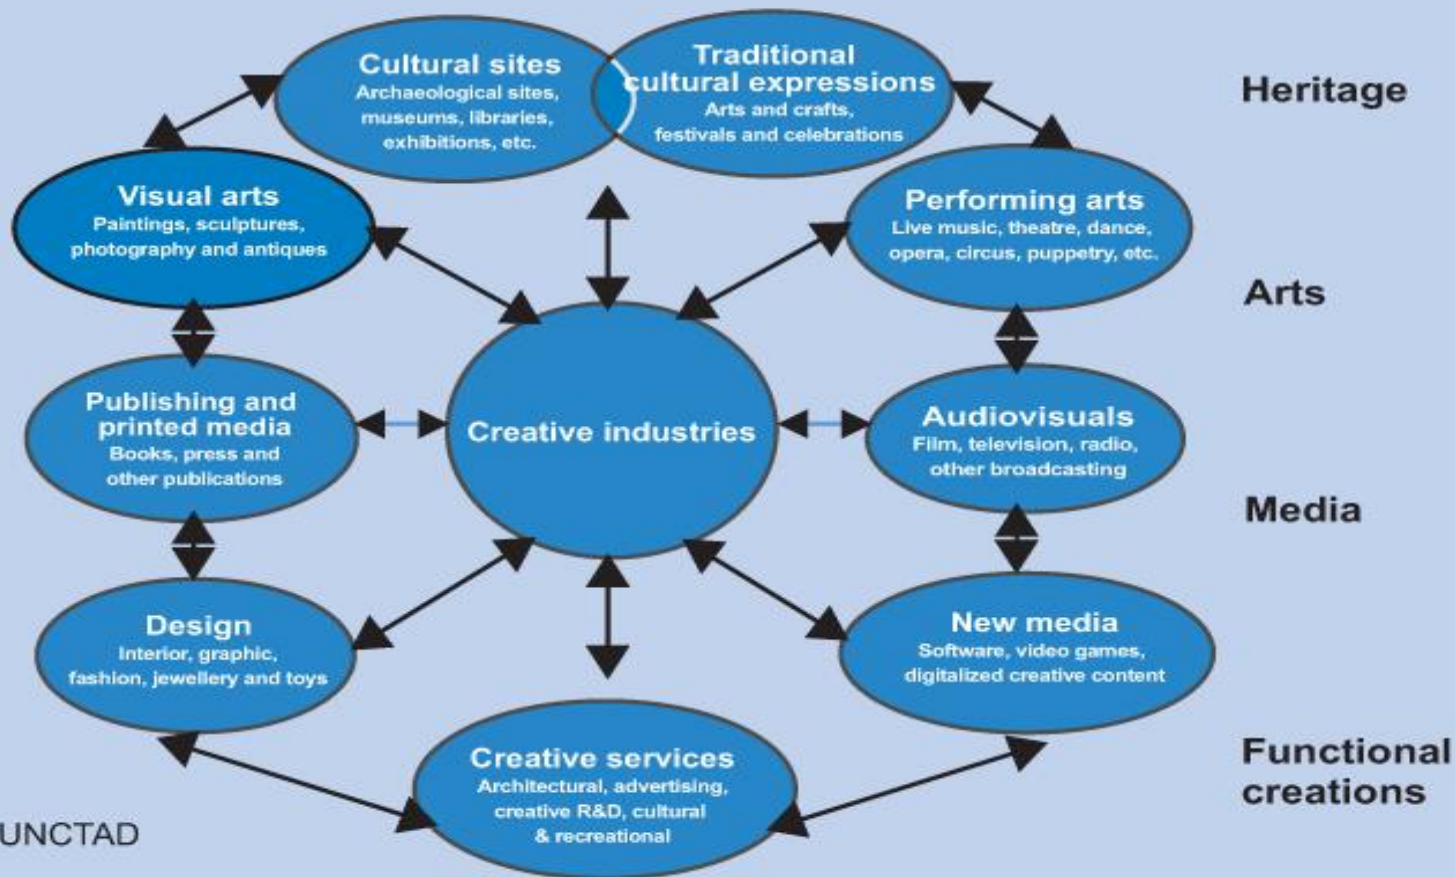 Cultural sites
Archaeological sites,
museums, libraries,
exhibitions, etc.
Traditional
cultural expressions
Arts and crafts,
festivals and celebrations
Heritage
Visual arts
Paintings, sculptures,
photography and antiques
Performing arts
Live music, theatre, dance,
opera, circus, puppetry, etc.
Arts
Publishing and
printed media
Books, press and
other publications
Creative industries
Audiovisuals
Film, television, radio,
other broadcasting
Media
Design
Interior, graphic,
fashion, jewellery and toys
New media
Software, video games,
digitalized creative content
Creative services
Architectural, advertising,
creative R&D, cultural
& recreational
Functional
creations
UNCTAD